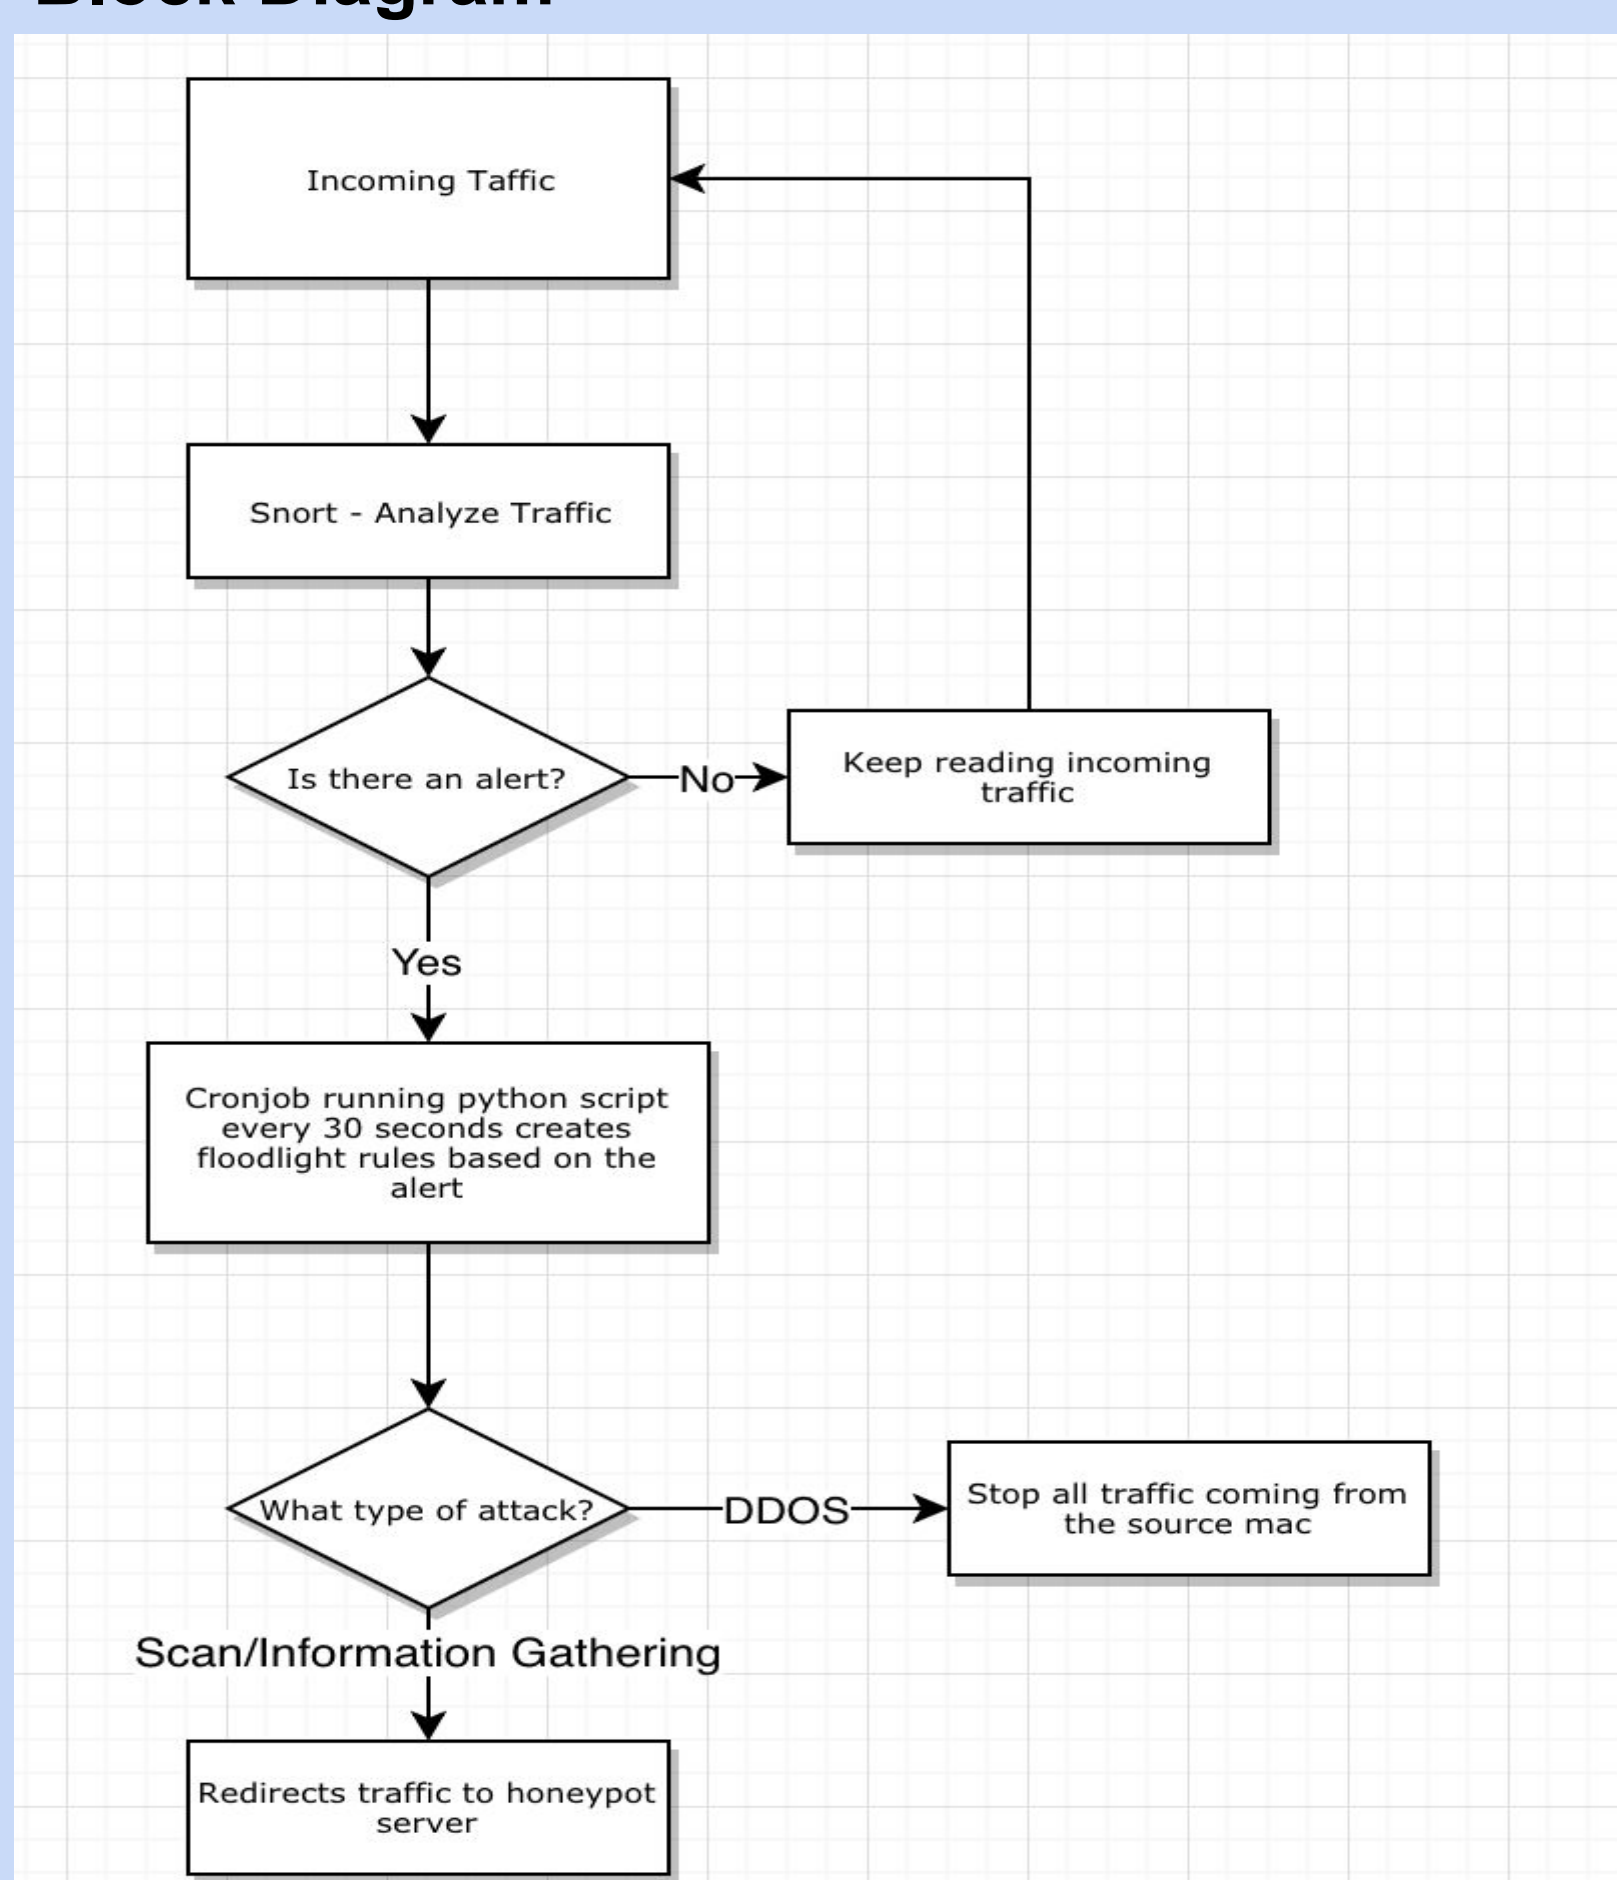 Block Diagram
Incoming Taffic
Snort - Analyze Traffic
Is there an alert?
No
Keep reading incoming
traffic
Yes
Cronjob running python script
every 30 seconds creates
floodlight rules based on the
alert
What type of attack?
DDOS
Stop all traffic coming from
the source mac
Scan/Information Gathering
Redirects traffic to honeypot
server